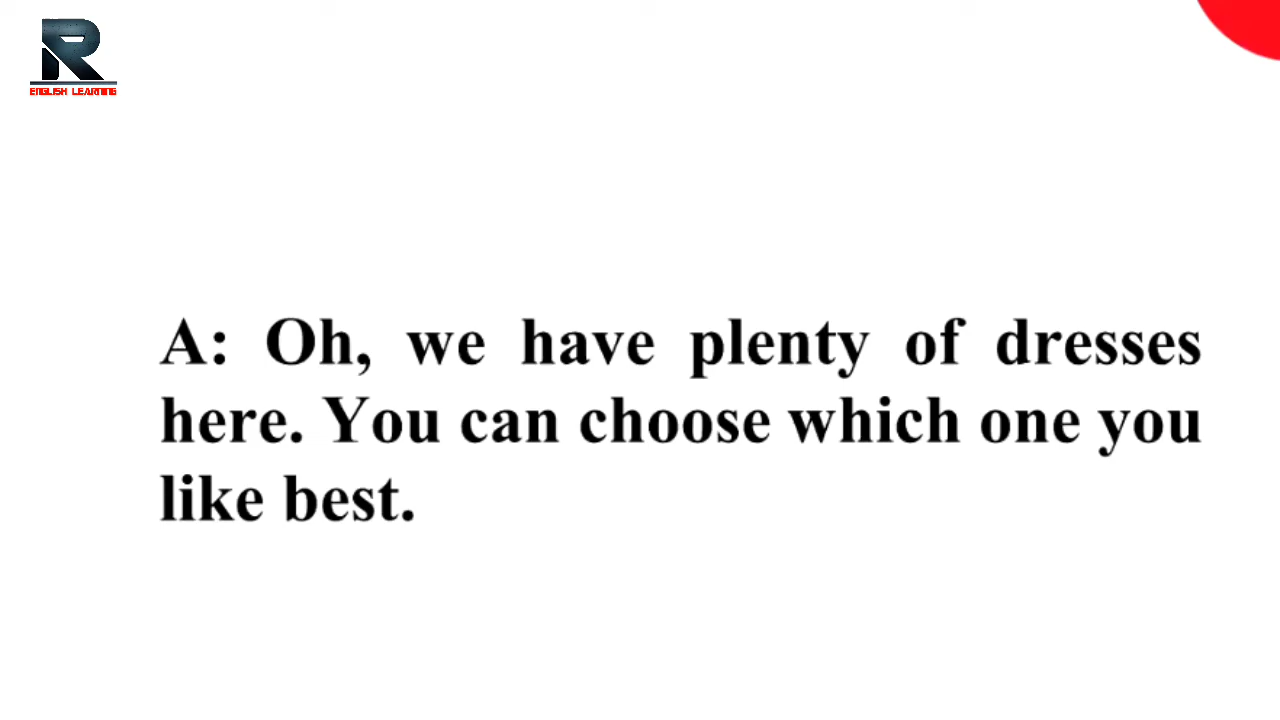 R
ENGLISH LEARNING
A: Oh, we have plenty of dresses
here. You can choose which one you
like best.